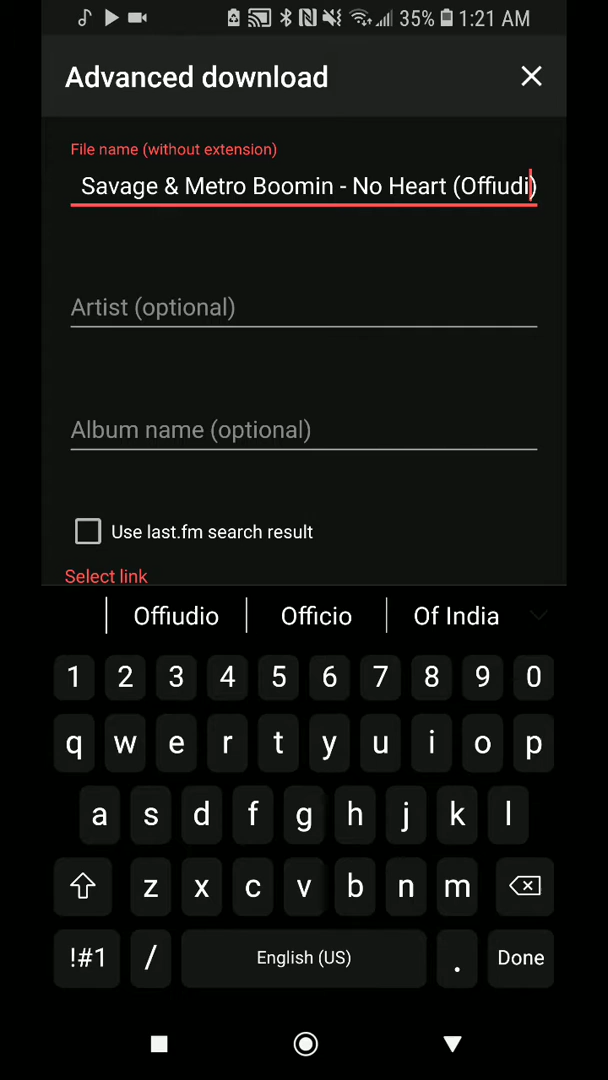 35% 1:21 AM
Advanced download
File name (without extension)
Savage & Metro Boomin - No Heart (Offiudi)
Artist (optional)
Album name (optional)
Use last.fm search result
Select link
Offiudio Officio Of India
1 2 3 4 5 6 7 8 9 0
q w e r t y u i o p
a s d f g h j k l
z x c v b n m
!#1 / English (US) . Done